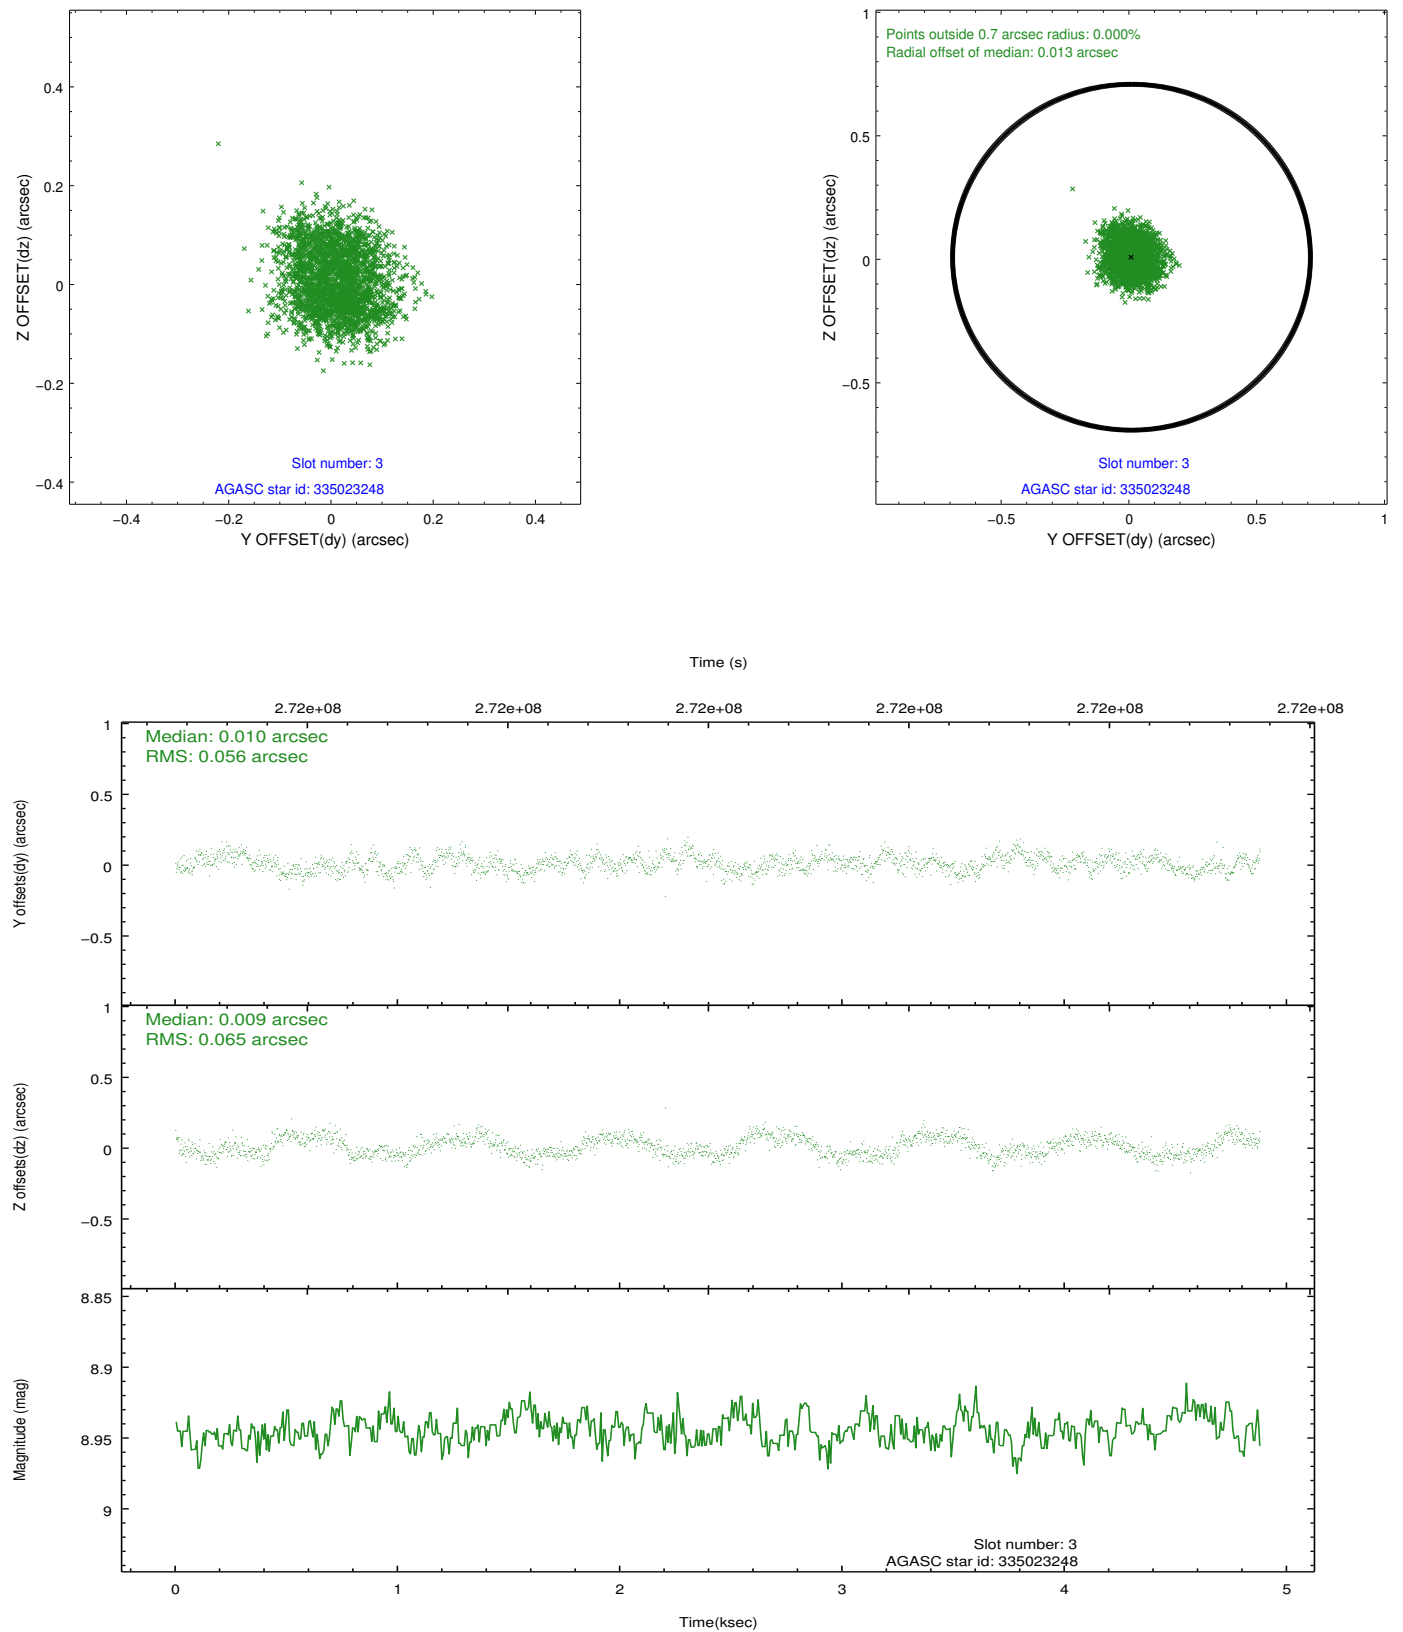 0.4
0.2
0
−0.2
−0.4
Z OFFSET(dz) (arcsec)
Slot number: 3
AGASC star id: 335023248
−0.4 −0.2 0 0.2 0.4
Y OFFSET(dy) (arcsec)
Points outside 0.7 arcsec radius: 0.000%
Radial offset of median: 0.013 arcsec
1
0.5
0
−0.5
Z OFFSET(dz) (arcsec)
Slot number: 3
AGASC star id: 335023248
−0.5 0 0.5 1
Y OFFSET(dy) (arcsec)
Time (s)
2.72e+08 2.72e+08 2.72e+08 2.72e+08 2.72e+08 2.72e+08
Median: 0.010 arcsec
RMS: 0.056 arcsec
1
0.5
0
−0.5
Y offsets(dy) (arcsec)
Median: 0.009 arcsec
RMS: 0.065 arcsec
1
0.5
0
−0.5
Z offsets(dz) (arcsec)
8.85
8.9
8.95
9
Magnitude (mag)
Slot number: 3
AGASC star id: 335023248
0 1 2 3 4 5
Time(ksec)